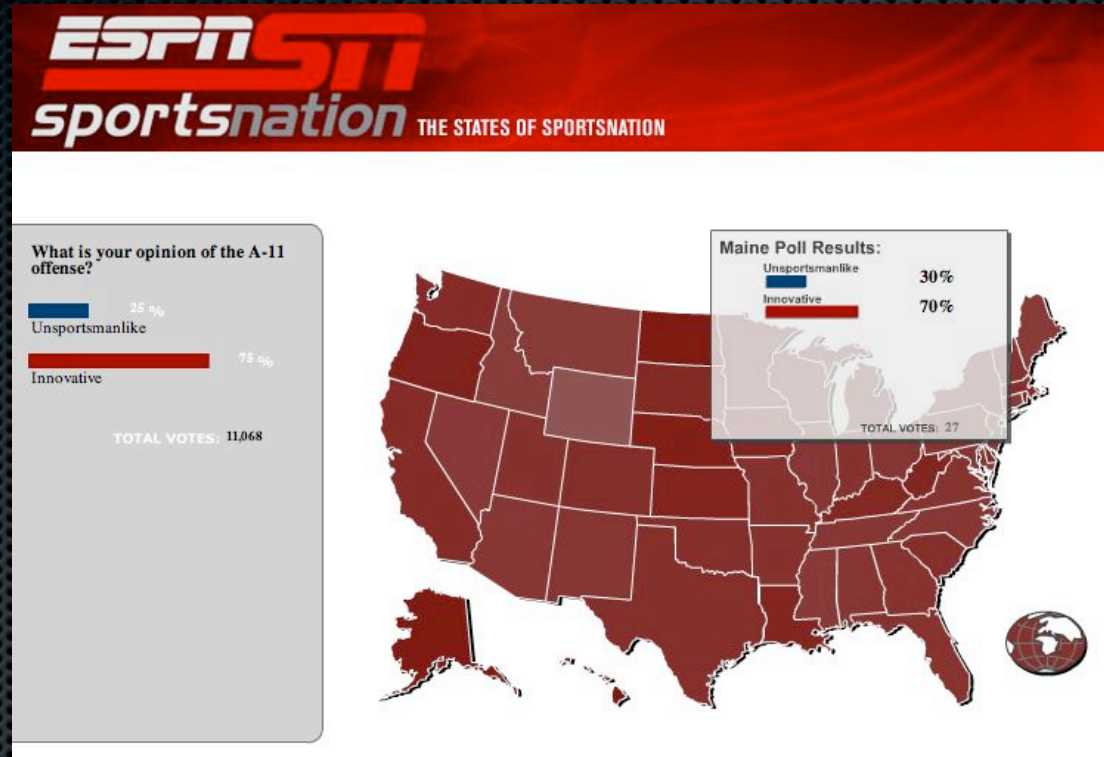 ESPN SN
sportsnation THE STATES OF SPORTSNATION
What is your opinion of the A-11
offense?
25 %
Unsportsmanlike
75 %
Innovative
TOTAL VOTES: 11,068
Maine Poll Results:
Unsportsmanlike 30%
Innovative 70%
TOTAL VOTES: 27